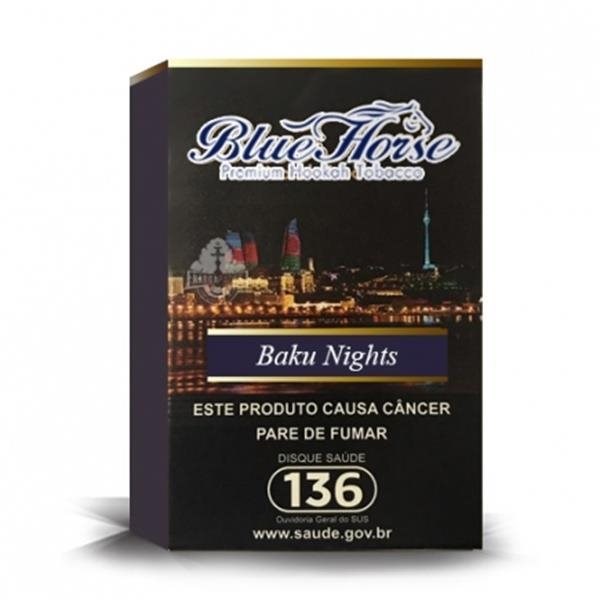 Blue Horse
Premium Hookah Tobacco
Baku Nights
ESTE PRODUTO CAUSA CÂNCER
PARE DE FUMAR
DISQUE SAÚDE
136
Ouvidoria Geral do SUS
www.saude.gov.br